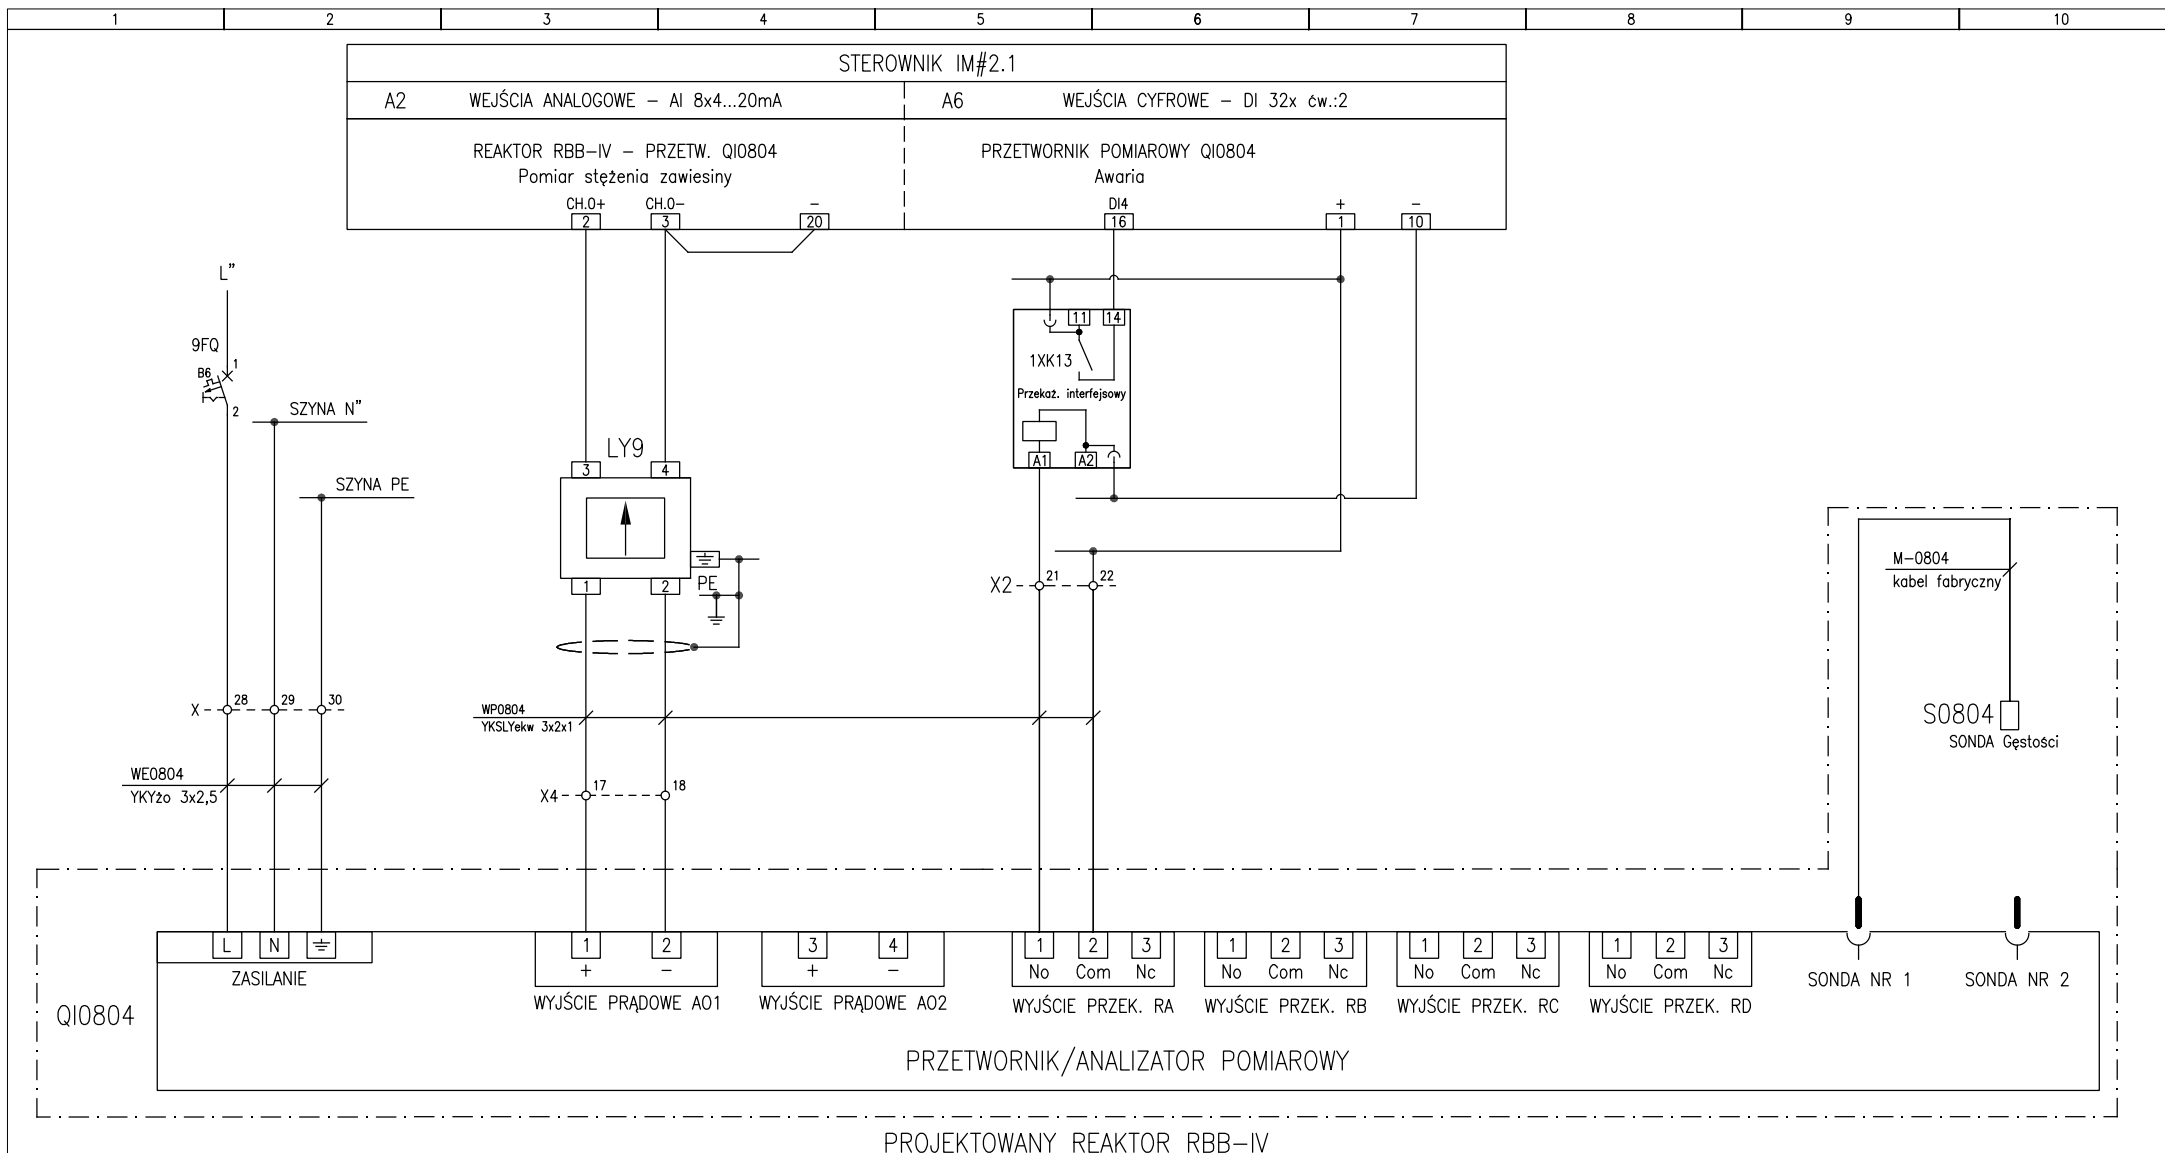 1 2 3 4 5 6 7 8 9 10
STEROWNIK IM#2.1
A2 WEJŚCIA ANALOGOWE – AI 8x4...20mA A6 WEJŚCIA CYFROWE – DI 32x ćw.:2
REAKTOR RBB–IV – PRZETW. QI0804 PRZETWORNIK POMIAROWY QI0804
Pomiar stężenia zawiesiny Awaria
CH.0+ CH.0– – DI4 + –
2 3 20 16 1 10
L”
11 14
9FQ
1
1XK13
B6
Przekaź. interfejsowy
2
SZYNA N”
LY9
A1 A2
3 4
SZYNA PE
M–0804
kabel fabryczny
PE
1 2
X2 21 22
X 28 29 30
WP0804
YKSLYekw 3x2x1
S0804
SONDA Gęstości
WE0804
YKYżo 3x2,5
X4 17 18
L N 1 2 3 4 1 2 3 1 2 3 1 2 3 1 2 3
+ – + – No Com Nc No Com Nc No Com Nc No Com Nc
ZASILANIE SONDA NR 1 SONDA NR 2
WYJŚCIE PRĄDOWE AO1 WYJŚCIE PRĄDOWE AO2 WYJŚCIE PRZEK. RA WYJŚCIE PRZEK. RB WYJŚCIE PRZEK. RC WYJŚCIE PRZEK. RD
QI0804
PRZETWORNIK/ANALIZATOR POMIAROWY
PROJEKTOWANY REAKTOR RBB–IV